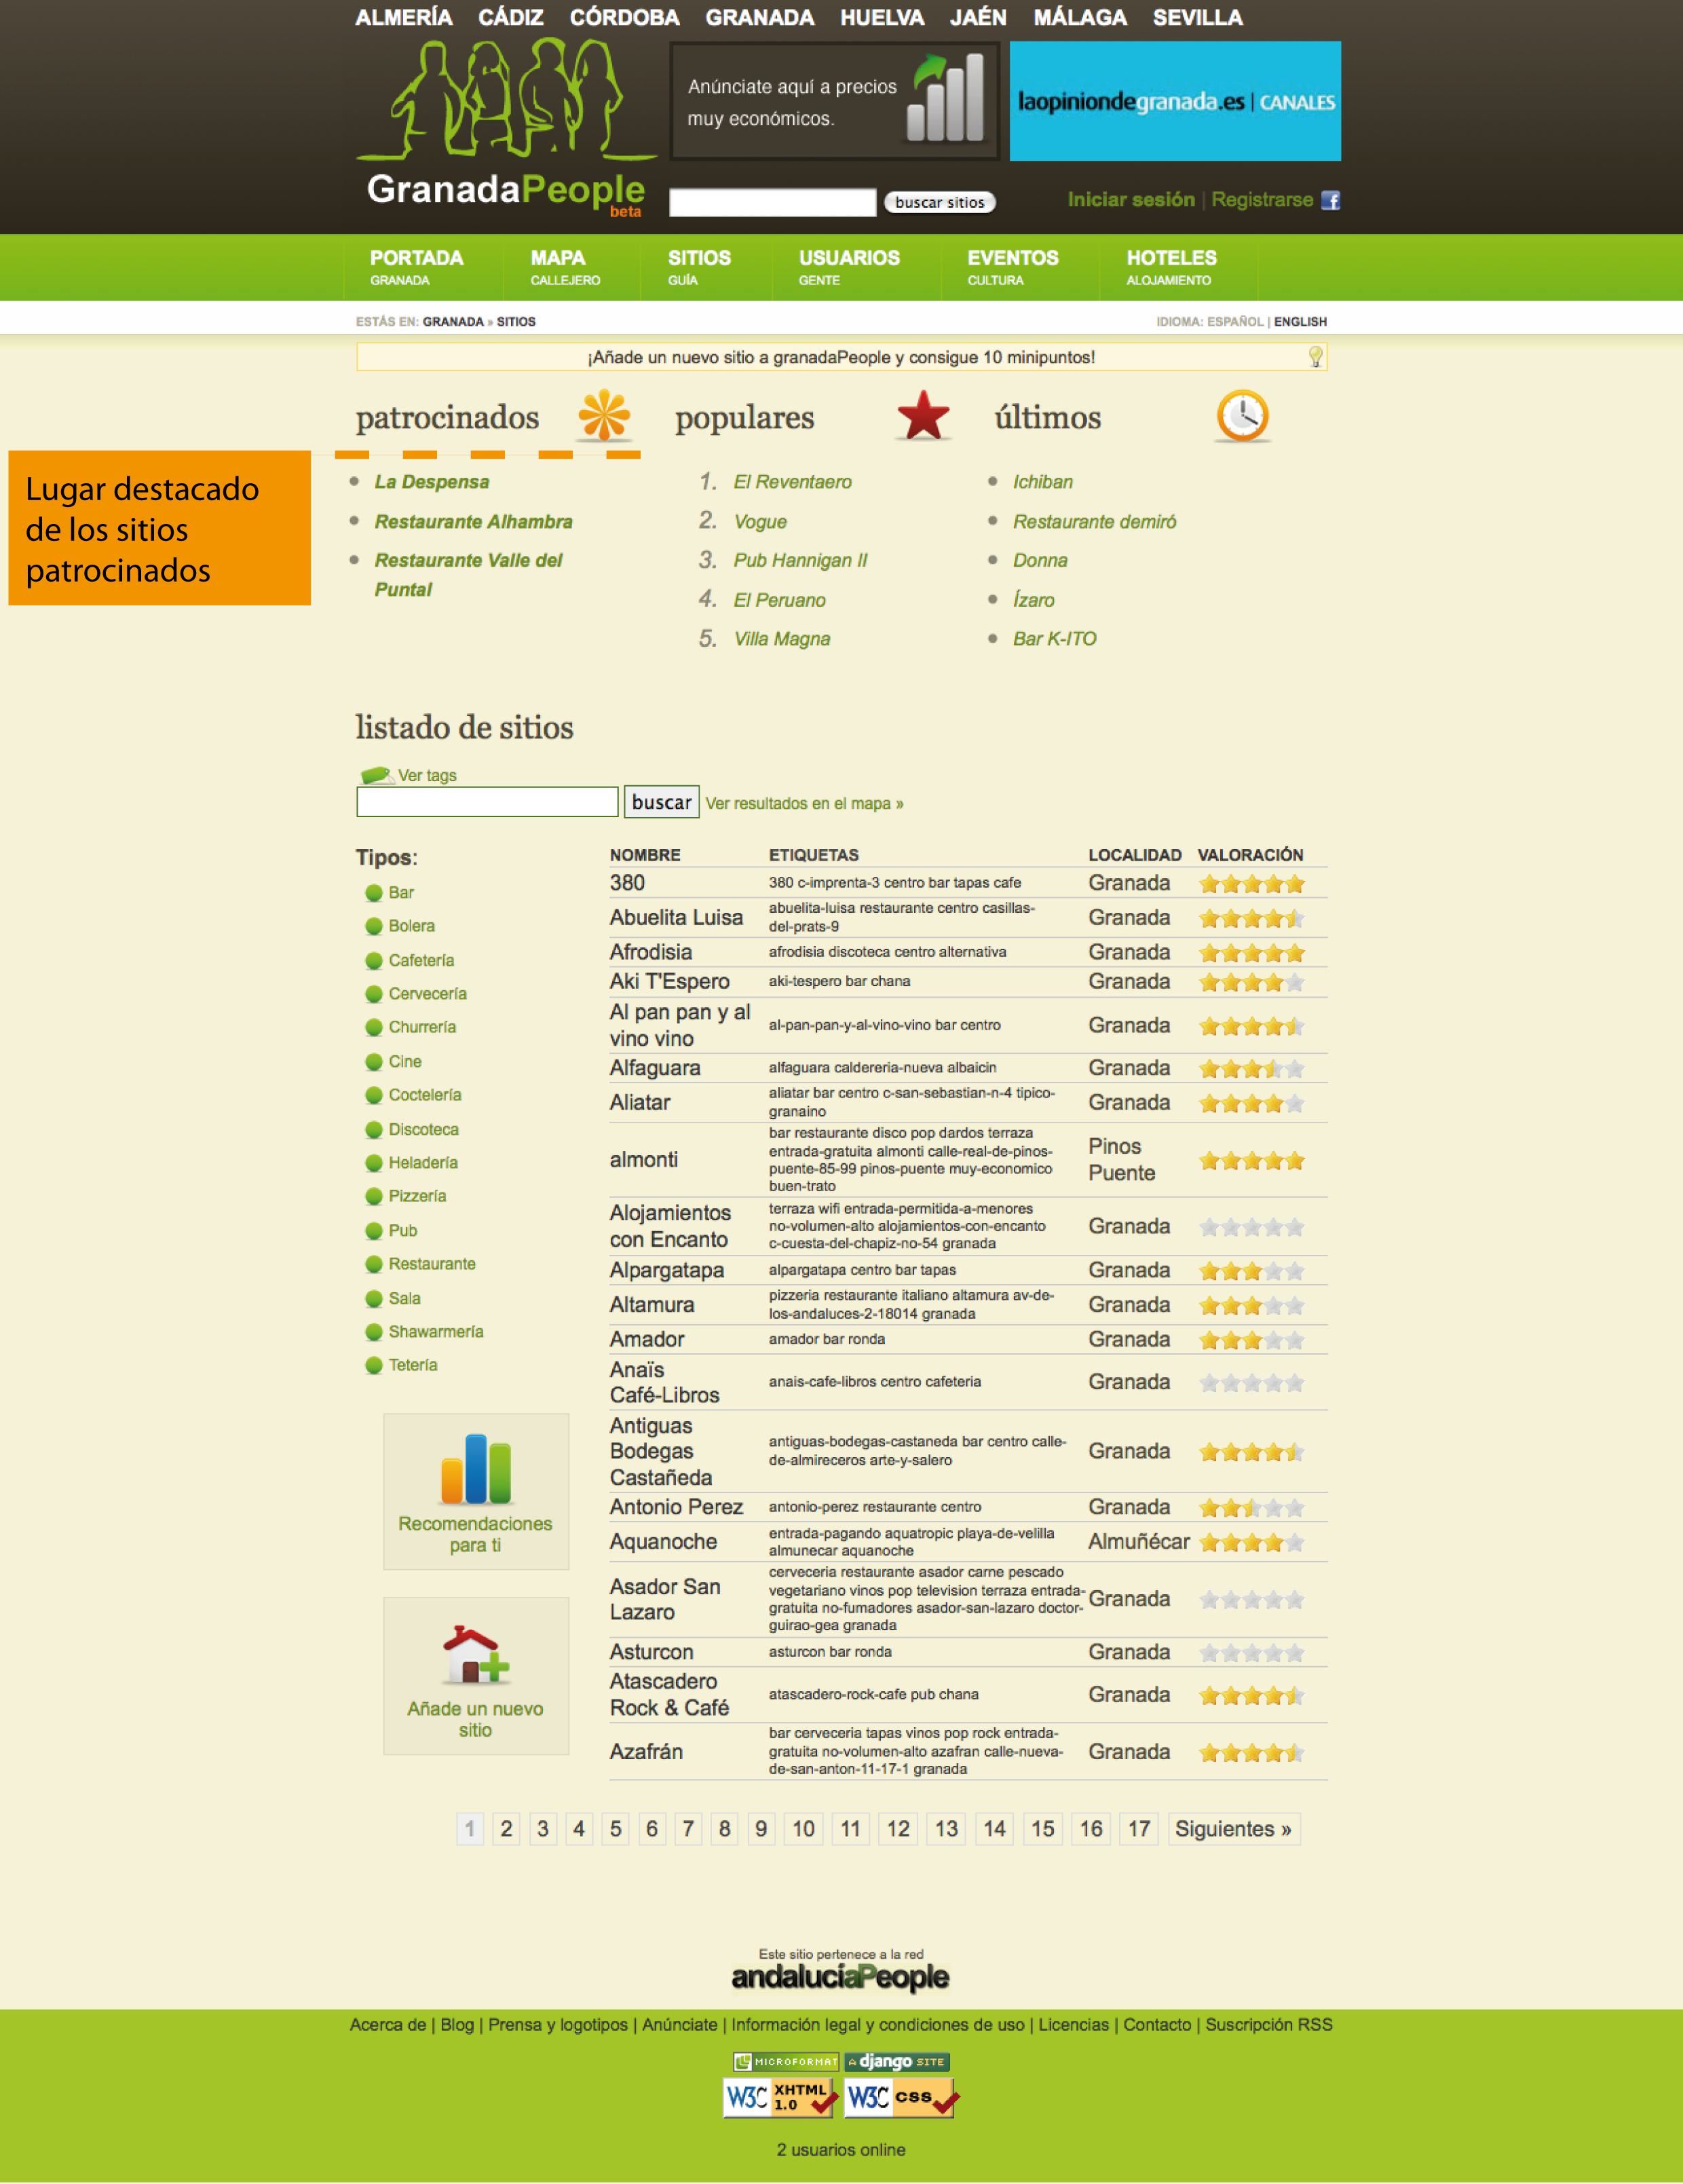 ALMERÍA CÁDIZ CÓRDOBA GRANADA HUELVA JAÉN MÁLAGA SEVILLA
Anúnciate aquí a precios
muy económicos.
laopiniondegranada.es | CANALES
GranadaPeople
beta
buscar sitios
Iniciar sesión | Registrarse
PORTADA MAPA SITIOS USUARIOS EVENTOS HOTELES
GRANADA CALLEJERO GUÍA GENTE CULTURA ALOJAMIENTO
ESTÁS EN: GRANADA » SITIOS
IDIOMA: ESPAÑOL | ENGLISH
¡Añade un nuevo sitio a granadaPeople y consigue 10 minipuntos!
Lugar destacado
de los sitios
patrocinados
patrocinados
La Despensa
Restaurante Alhambra
Restaurante Valle del
Puntal
populares
1. El Reventaero
2. Vogue
3. Pub Hannigan II
4. El Peruano
5. Villa Magna
últimos
Ichiban
Restaurante demiró
Donna
Ízaro
Bar K-ITO
listado de sitios
Ver tags
buscar Ver resultados en el mapa »
Tipos:
Bar
Bolera
Cafetería
Cervecería
Churrería
Cine
Coctelería
Discoteca
Heladería
Pizzería
Pub
Restaurante
Sala
Shawarmería
Tetería
Recomendaciones
para ti
Añade un nuevo
sitio
NOMBRE ETIQUETAS LOCALIDAD VALORACIÓN
380 380 c-imprenta-3 centro bar tapas cafe Granada
Abuelita Luisa abuelita-luisa restaurante centro casillas-
del-prats-9 Granada
Afrodisia afrodisia discoteca centro alternativa Granada
Aki T'Espero aki-tespero bar chana Granada
Al pan pan y al
vino vino al-pan-pan-y-al-vino-vino bar centro Granada
Alfaguara alfaguara caldereria-nueva albaicin Granada
Aliatar aliatar bar centro c-san-sebastian-n-4 tipico-
granaino Granada
almonti bar restaurante disco pop dardos terraza
entrada-gratuita almonti calle-real-de-pinos-
puente-85-99 pinos-puente muy-economico
buen-trato
Pinos
Puente
Alojamientos
con Encanto
terraza wifi entrada-permitida-a-menores
no-volumen-alto alojamientos-con-encanto
c-cuesta-del-chapiz-no-54 granada
Granada
Alpargatapa alpargatapa centro bar tapas Granada
Altamura pizzeria restaurante italiano altamura av-de-
los-andaluces-2-18014 granada Granada
Amador amador bar ronda Granada
Anaïs
Café-Libros anais-cafe-libros centro cafeteria Granada
Antiguas
Bodegas
Castañeda
antiguas-bodegas-castaneda bar centro calle-
de-almireceros arte-y-salero
Granada
Antonio Perez antonio-perez restaurante centro Granada
Aquanoche entrada-pagando aquatropic playa-de-velilla
almunecar aquanoche Almuñécar
Asador San
Lazaro
cerveceria restaurante asador carne pescado
vegetariano vinos pop television terraza entrada-
gratuita no-fumadores asador-san-lazaro doctor-
guirao-gea granada
Granada
Asturcon asturcon bar ronda Granada
Atascadero
Rock & Café atascadero-rock-cafe pub chana Granada
Azafrán bar cerveceria tapas vinos pop rock entrada-
gratuita no-volumen-alto azafran calle-nueva-
de-san-anton-11-17-1 granada
Granada
1 2 3 4 5 6 7 8 9 10 11 12 13 14 15 16 17 Siguientes »
Este sitio pertenece a la red
andalucíaPeople
Acerca de | Blog | Prensa y logotipos | Anúnciate | Información legal y condiciones de uso | Licencias | Contacto | Suscripción RSS
MICROFORMAT A django SITE
W3C XHTML 1.0 W3C css
2 usuarios online